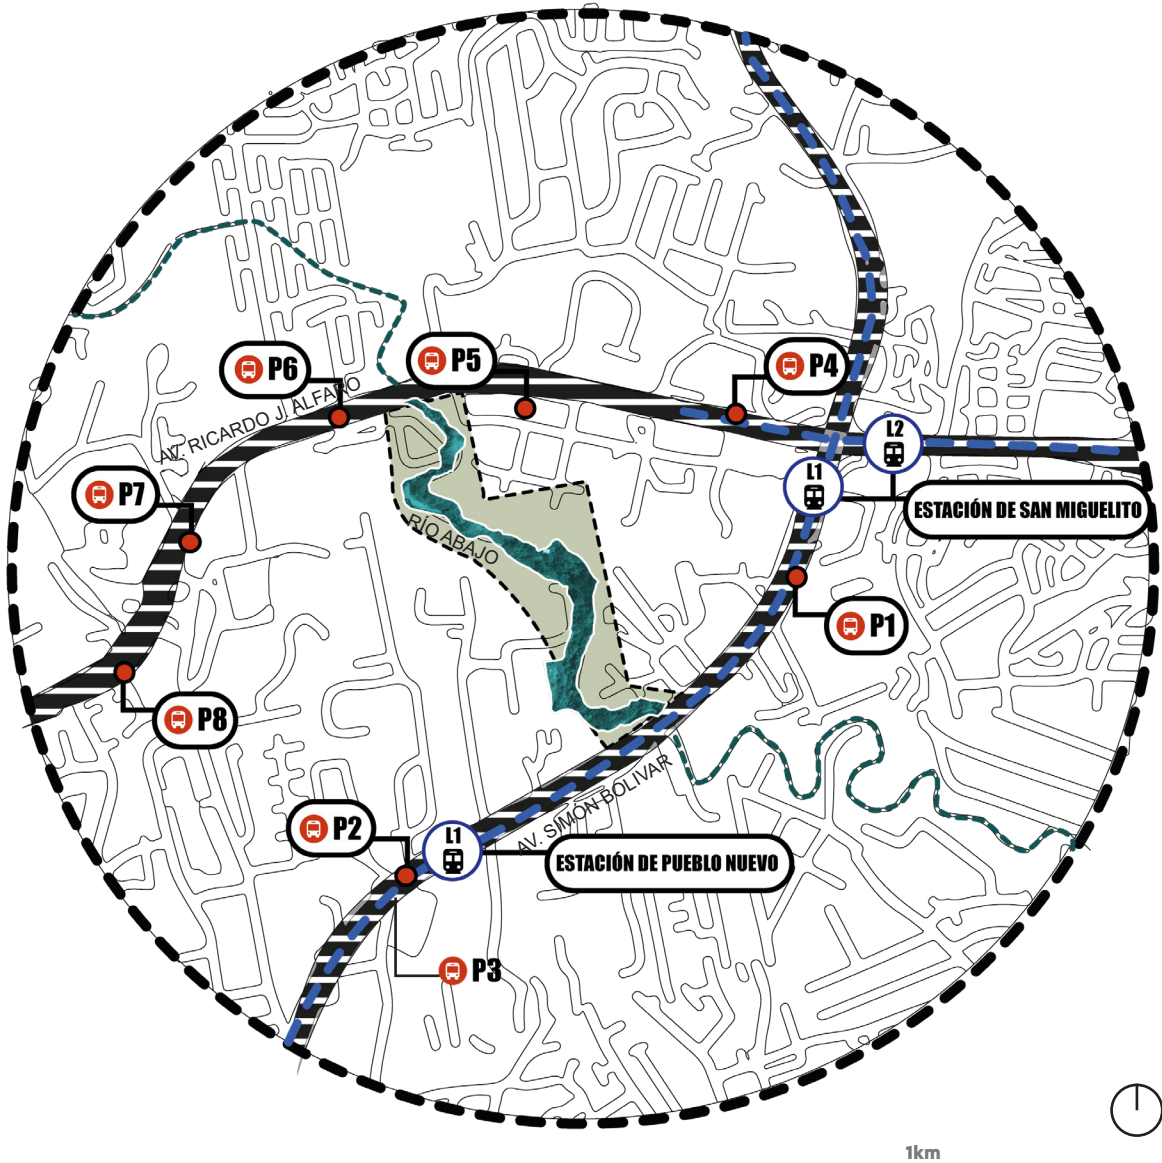 P5
P4
P6
AV. RICARDO J. ALFARO
L2
L1
P7
ESTACIÓN DE SAN MIGUELITO
RÍO ABAJO
P1
P8
AV. SIMÓN BOLIVAR
P2
L1
ESTACIÓN DE PUEBLO NUEVO
P3
1km